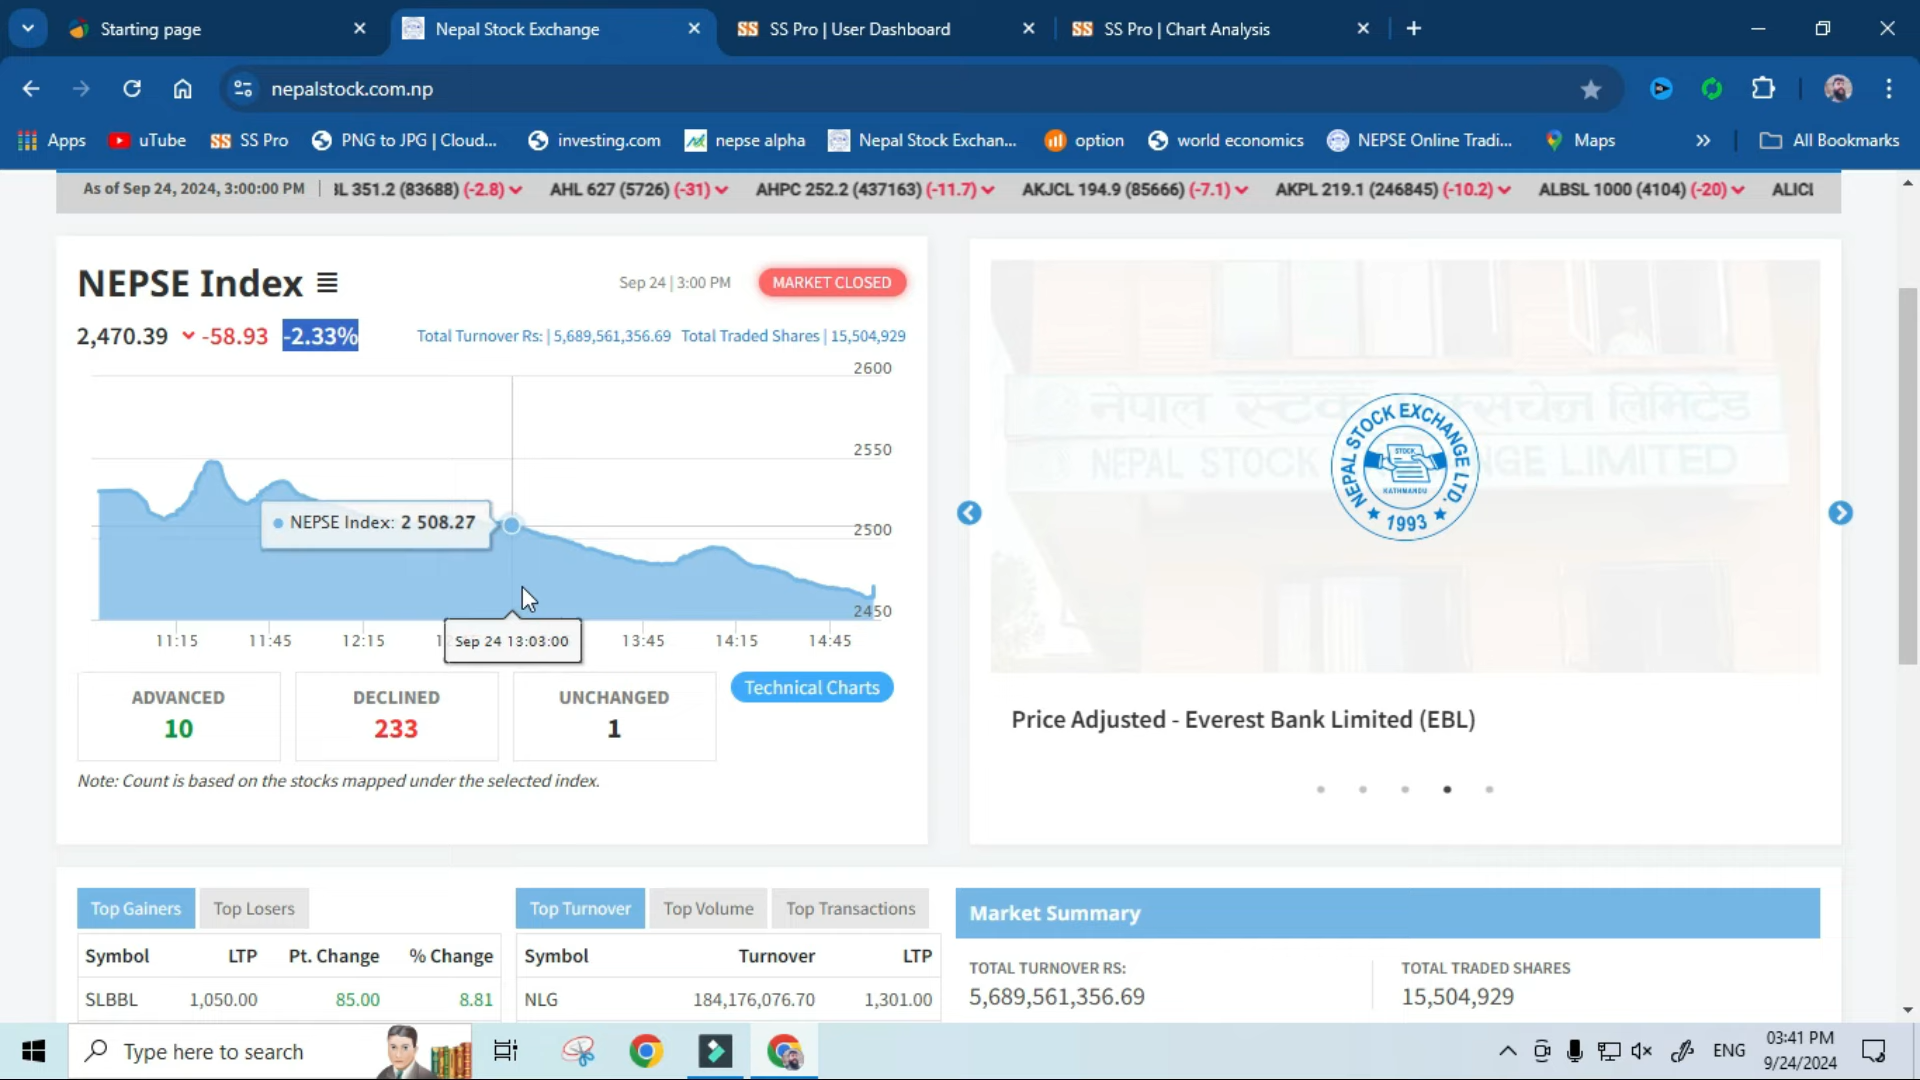 Starting page
Nepal Stock Exchange
SS Pro | User Dashboard
SS Pro | Chart Analysis
nepalstock.com.np
Apps
uTube
SS Pro
PNG to JPG | Cloud...
investing.com
nepse alpha
Nepal Stock Exchan...
option
world economics
NEPSE Online Tradi...
Maps
All Bookmarks
As of Sep 24, 2024, 3:00:00 PM
351.2 (83688) (-2.8) AHL 627 (5726) (-31) AHPC 252.2 (437163) (-11.7) AKJCL 194.9 (85666) (-7.1) AKPL 219.1 (246845) (-10.2) ALBSL 1000 (4104) (-20)
NEPSE Index
Sep 24 | 3:00 PM
MARKET CLOSED
2,470.39 -58.93 -2.33%
Total Turnover Rs: | 5,689,561,356.69 Total Traded Shares | 15,504,929
2600
2550
2500
2450
NEPSE Index: 2 508.27
11:15 11:45 12:15 13:45 14:15 14:45
Sep 24 13:03:00
ADVANCED
10
DECLINED
233
UNCHANGED
1
Technical Charts
Note: Count is based on the stocks mapped under the selected index.
नेपाल लिमिटेड
NEPAL STOCK LIMITED
NEPAL STOCK EXCHANGE LTD.
STOCK
KATHMANDU
1993
Price Adjusted - Everest Bank Limited (EBL)
Top Gainers
Top Losers
Symbol LTP Pt. Change % Change
SLBBL 1,050.00 85.00 8.81
Top Turnover
Top Volume
Top Transactions
Symbol Turnover LTP
NLG 184,176,076.70 1,301.00
Market Summary
TOTAL TURNOVER RS:
5,689,561,356.69
TOTAL TRADED SHARES
15,504,929
Type here to search
ENG
03:41 PM
9/24/2024